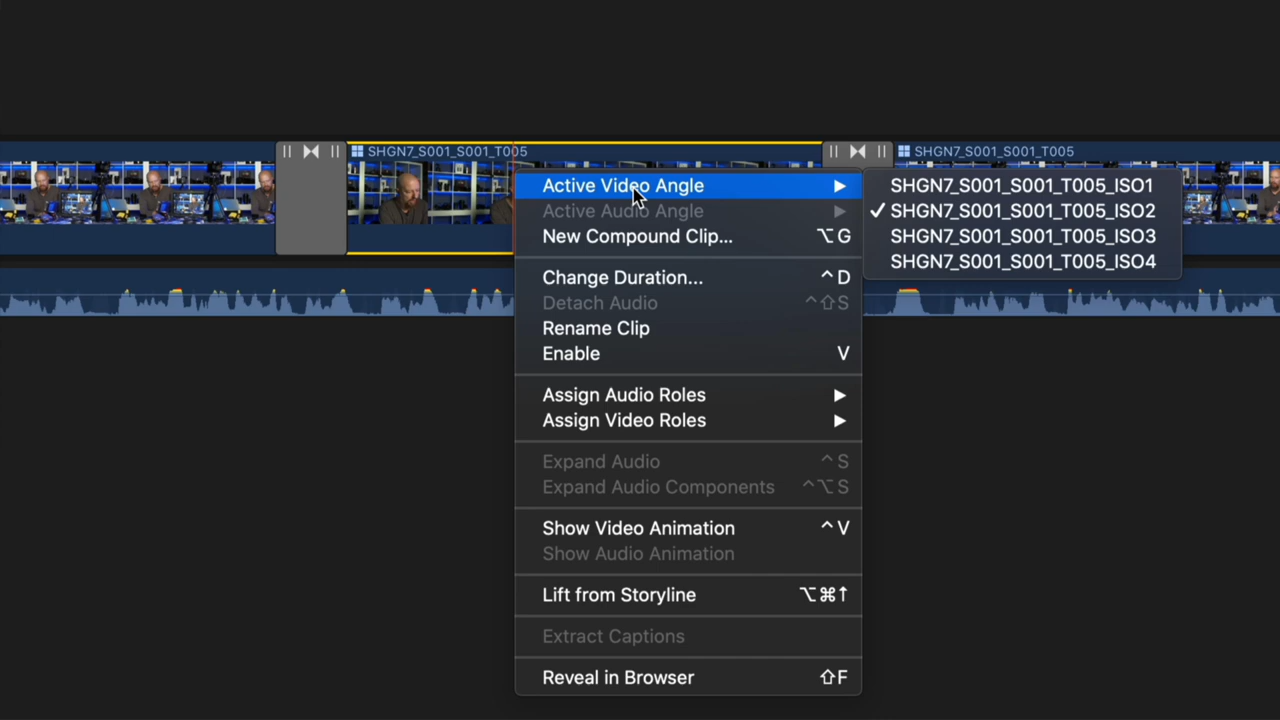 SHGN7_S001_S001_T005
SHGN7_S001_S001_T005
Active Video Angle
Active Audio Angle
New Compound Clip... ⌥G
Change Duration... ^D
Detach Audio ^⇧S
Rename Clip
Enable V
Assign Audio Roles
Assign Video Roles
Expand Audio ^S
Expand Audio Components ^⌥S
Show Video Animation ^V
Show Audio Animation
Lift from Storyline ⌥⌘↑
Extract Captions
Reveal in Browser ⇧F
SHGN7_S001_S001_T005_ISO1
✓ SHGN7_S001_S001_T005_ISO2
SHGN7_S001_S001_T005_ISO3
SHGN7_S001_S001_T005_ISO4